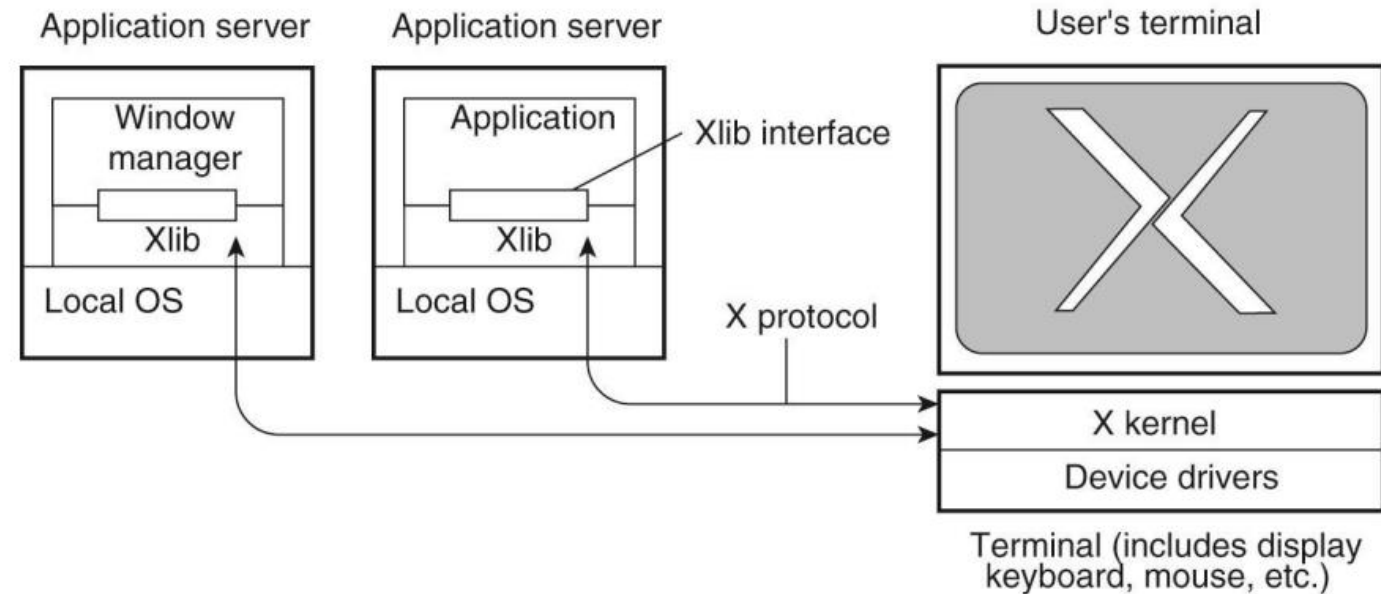 Application server
Application server
User's terminal
Window
manager
Xlib
Local OS
Application
Xlib
Local OS
Xlib interface
X protocol
X kernel
Device drivers
Terminal (includes display
keyboard, mouse, etc.)